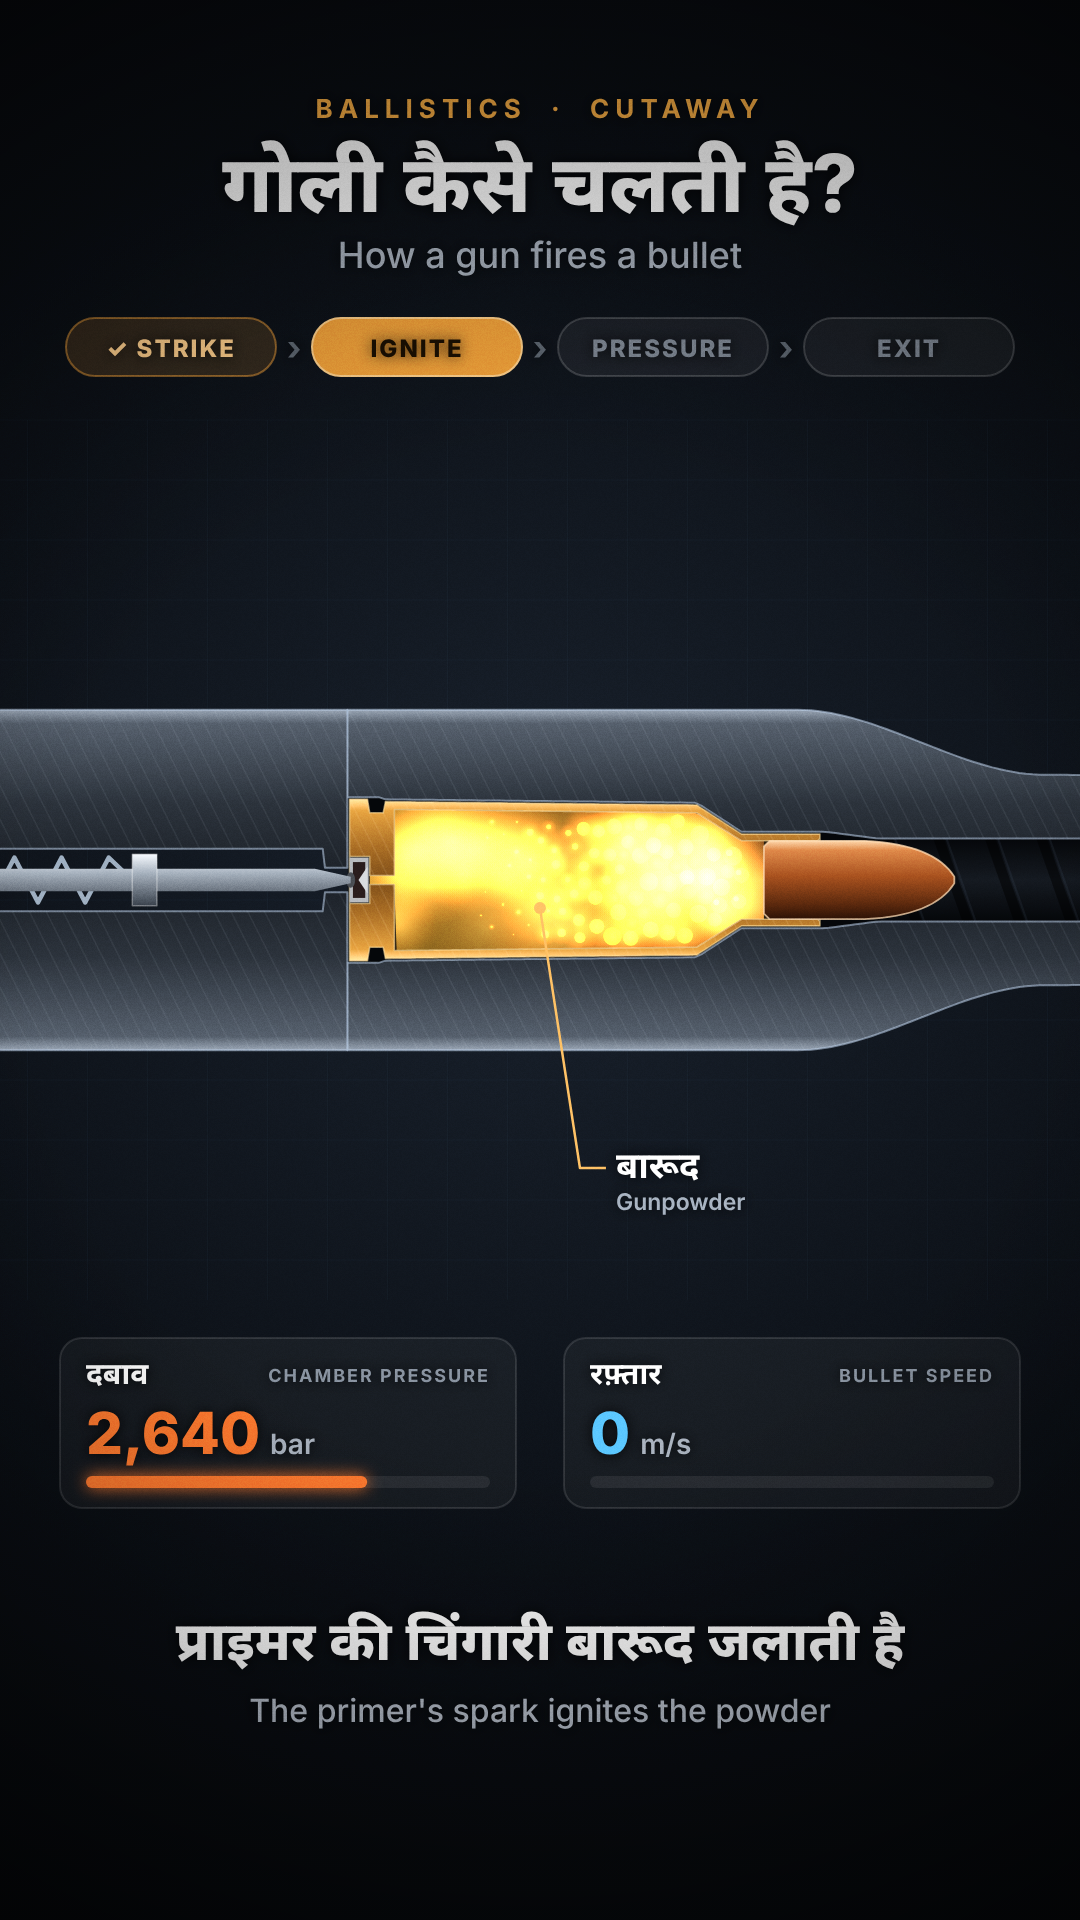 BALLISTICS · CUTAWAY
गोली कैसे चलती है?
How a gun fires a bullet
✓ STRIKE › IGNITE › PRESSURE › EXIT
बारूद
Gunpowder
दबाव CHAMBER PRESSURE
2,640 bar
रफ़्तार BULLET SPEED
0 m/s
प्राइमर की चिंगारी बारूद जलाती है
The primer's spark ignites the powder